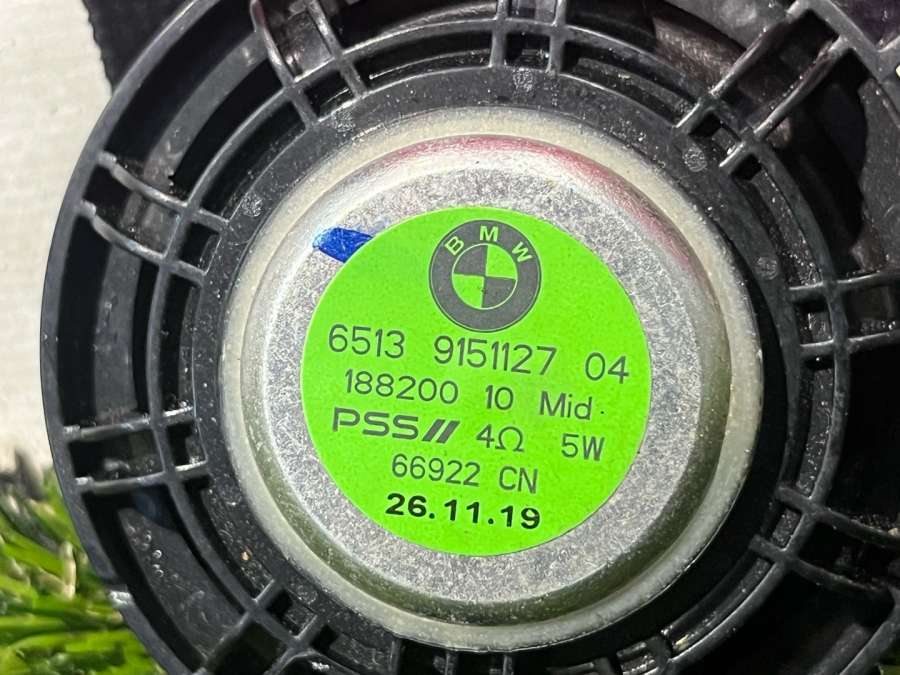 BMW
6513 9151127 04
188200 10 Mid.
PSS// 4Ω 5W
66922 CN
26.11.19